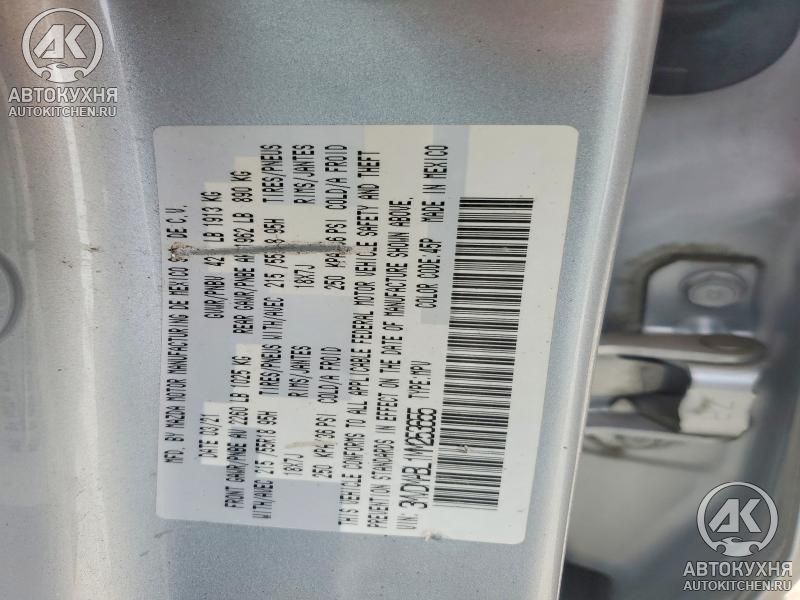 AK
АВТОКУХНЯ
AUTOKITCHEN.RU
MFD. BY MAZDA MOTOR MANUFACTURING DE MEXICO DE C.V.
DATE 03/21 GVWR/PNBV LB 1913 KG
FRONT GAWR/PNBE AV 2260 LB 1025 KG REAR GAWR/PNBE AR 1962 LB 890 KG
WITH/AVEC 215 /55R18 95H TIRES/PNEUS WITH/AVEC 215 /55 8 95H TIRES/PNEUS
18X7J RIMS/JANTES 18X7J RIMS/JANTES
250 KPA/36 PSI COLD/A FROID 250 KPA/36 PSI COLD/A FROID
THIS VEHICLE CONFORMS TO ALL APPLICABLE FEDERAL MOTOR VEHICLE SAFETY AND THEFT
PREVENTION STANDARDS IN EFFECT ON THE DATE OF MANUFACTURE SHOWN ABOVE,
VIN: TYPE:MPV COLOR CODE:45P MADE IN MEXICO
AK
АВТОКУХНЯ
AUTOKITCHEN.RU